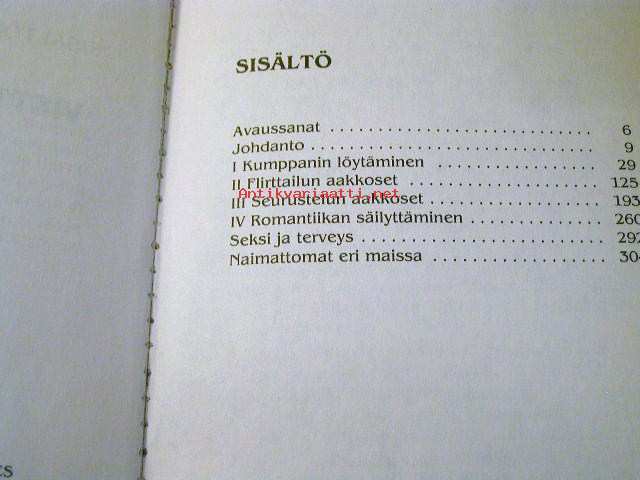 SISÄLTÖ
Avaussanat ............................ 6
Johdanto ............................. 9
I Kumppanin löytäminen .................. 29
II Flirttailun aakkoset .................... 125
Antikvariaatti.net
III Seurustelun aakkoset ................. 193
IV Romantiikan säilyttäminen ............. 260
Seksi ja terveys ........................ 292
Naimattomat eri maissa .................. 304